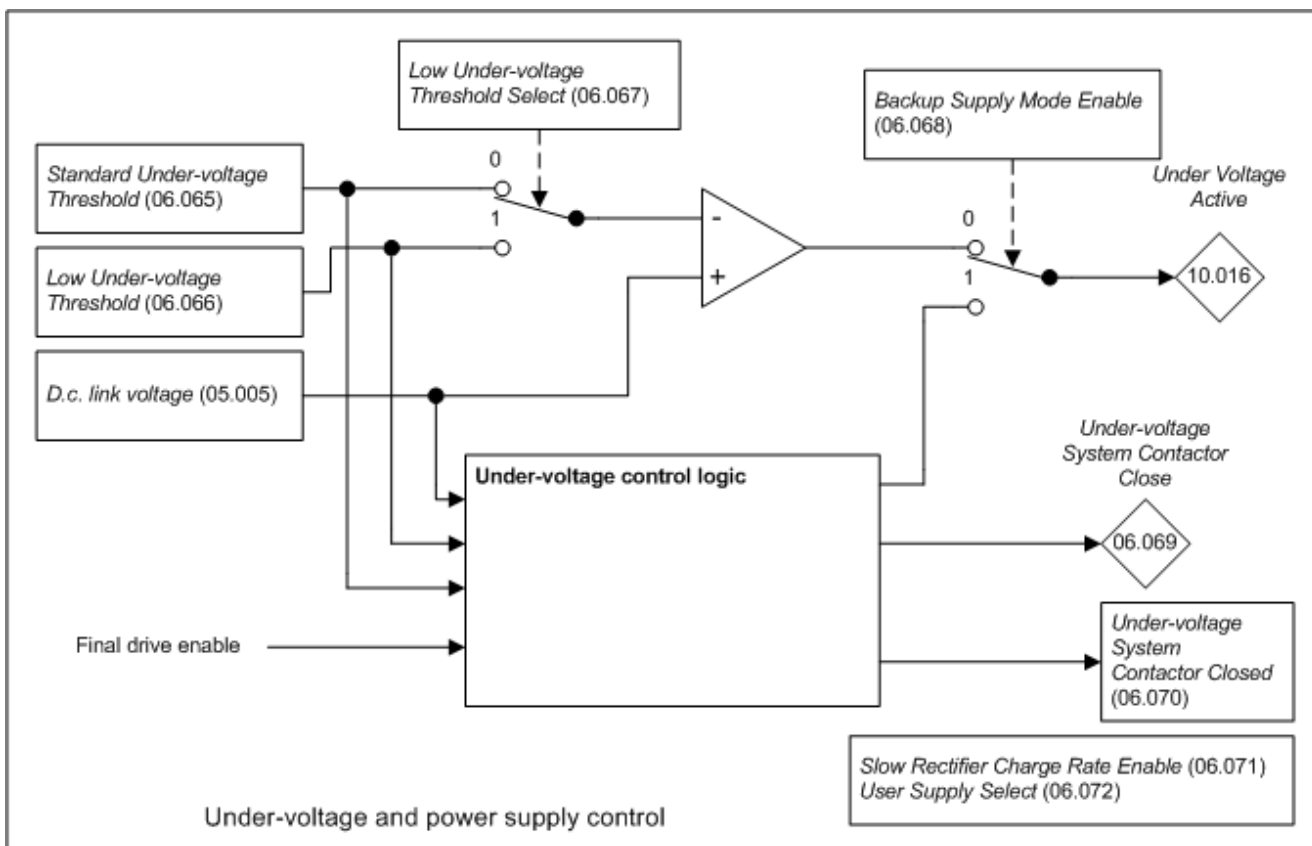 Low Under-voltage
Threshold Select (06.067)
Backup Supply Mode Enable
(06.068)
Standard Under-voltage
Threshold (06.065)
0
1
Low Under-voltage
Threshold (06.066)
-
+
0
1
Under Voltage
Active
10.016
D.c. link voltage (05.005)
Under-voltage control logic
Under-voltage
System Contactor
Close
06.069
Final drive enable
Under-voltage
System
Contactor Closed
(06.070)
Slow Rectifier Charge Rate Enable (06.071)
User Supply Select (06.072)
Under-voltage and power supply control